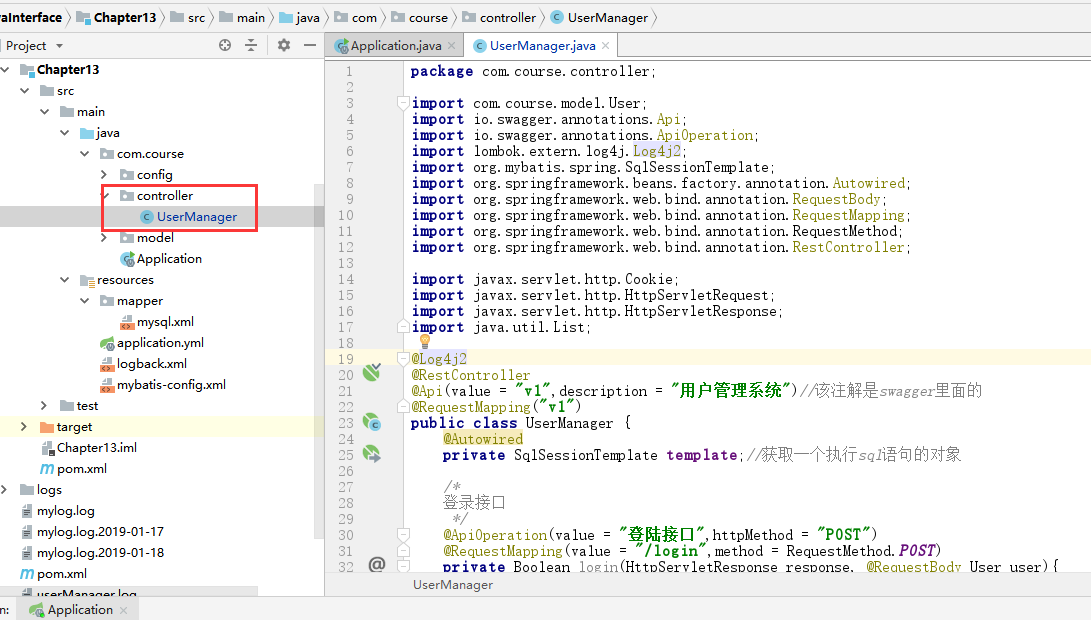 Interface Chapter13 src main java com course controller UserManager
Project
Application.java UserManager.java
Chapter13
src
main
java
com.course
config
controller
UserManager
model
Application
resources
mapper
mysql.xml
application.yml
logback.xml
mybatis-config.xml
test
target
Chapter13.iml
pom.xml
logs
mylog.log
mylog.log.2019-01-17
mylog.log.2019-01-18
pom.xml
userManager.log
1 package com.course.controller;
2
3 import com.course.model.User;
4 import io.swagger.annotations.Api;
5 import io.swagger.annotations.ApiOperation;
6 import lombok.extern.log4j.Log4j2;
7 import org.mybatis.spring.SqlSessionTemplate;
8 import org.springframework.beans.factory.annotation.Autowired;
9 import org.springframework.web.bind.annotation.RequestBody;
10 import org.springframework.web.bind.annotation.RequestMapping;
11 import org.springframework.web.bind.annotation.RequestMethod;
12 import org.springframework.web.bind.annotation.RestController;
13
14 import javax.servlet.http.Cookie;
15 import javax.servlet.http.HttpServletRequest;
16 import javax.servlet.http.HttpServletResponse;
17 import java.util.List;
18
19 @Log4j2
20 @RestController
21 @Api(value = "v1",description = "用户管理系统")//该注解是swagger里面的
22 @RequestMapping("v1")
23 public class UserManager {
24 @Autowired
25 private SqlSessionTemplate template;//获取一个执行sql语句的对象
26
27 /*
28 登录接口
29 */
30 @ApiOperation(value = "登陆接口",httpMethod = "POST")
31 @RequestMapping(value = "/login",method = RequestMethod.POST)
32 private Boolean login(HttpServletResponse response, @RequestBody User user){
UserManager
n: Application